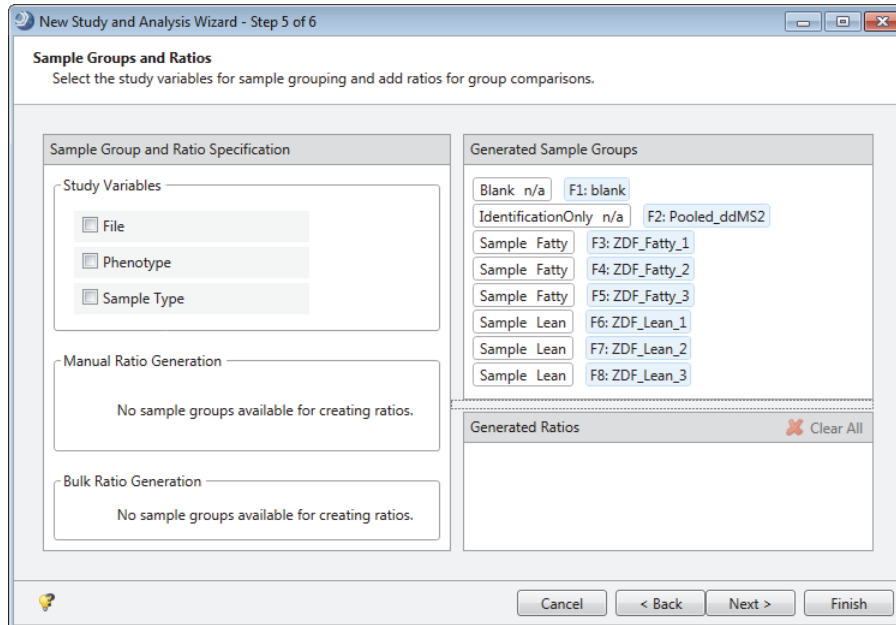 New Study and Analysis Wizard - Step 5 of 6
Sample Groups and Ratios
Select the study variables for sample grouping and add ratios for group comparisons.
Sample Group and Ratio Specification
Study Variables
File
Phenotype
Sample Type
Manual Ratio Generation
No sample groups available for creating ratios.
Bulk Ratio Generation
No sample groups available for creating ratios.
Generated Sample Groups
Blank n/a F1: blank
IdentificationOnly n/a F2: Pooled_ddMS2
Sample Fatty F3: ZDF_Fatty_1
Sample Fatty F4: ZDF_Fatty_2
Sample Fatty F5: ZDF_Fatty_3
Sample Lean F6: ZDF_Lean_1
Sample Lean F7: ZDF_Lean_2
Sample Lean F8: ZDF_Lean_3
Generated Ratios Clear All
Cancel < Back Next > Finish